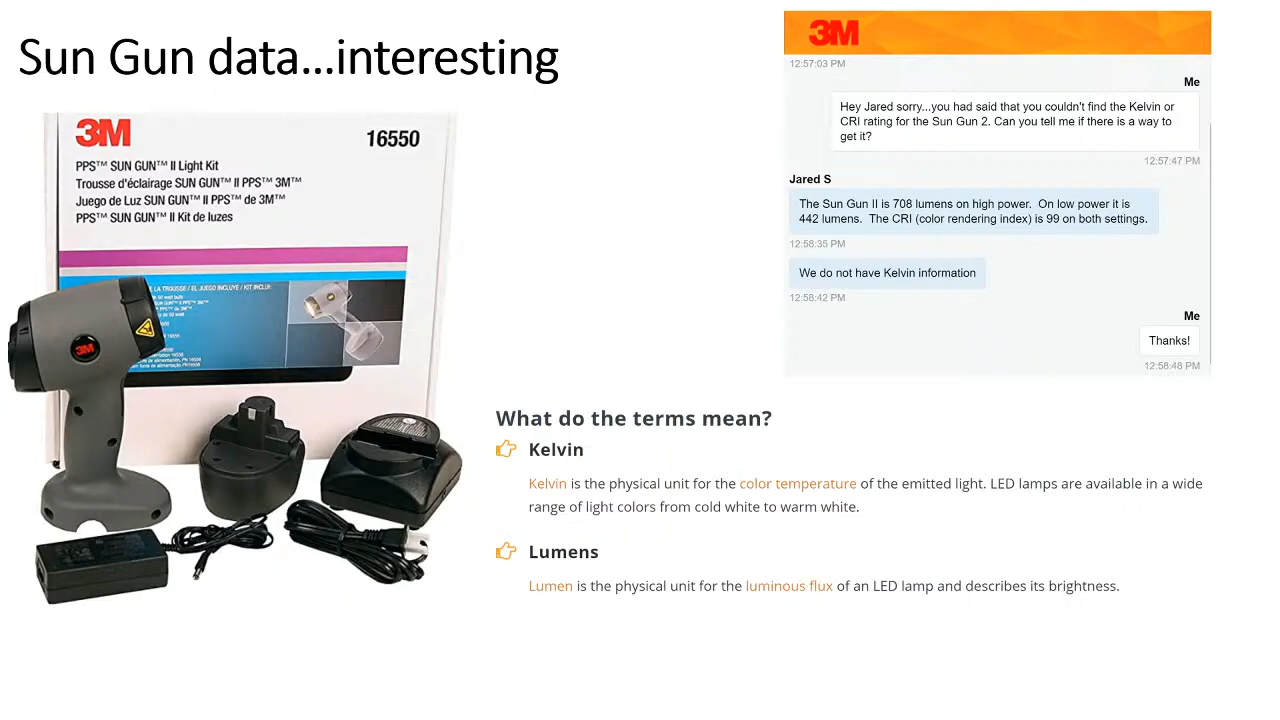 Sun Gun data...interesting
3M
16550
PPS™ SUN GUN™ II Light Kit
Trousse d'éclairage SUN GUN™ II PPS™ 3M™
Juego de Luz SUN GUN™ II PPS™ de 3M™
PPS™ SUN GUN™ II Kit de luzes
DE LA TROUSSE / EL JUEGO INCLUYE / KIT INCLUI:
3M
3M
12:57:03 PM
Me
Hey Jared sorry...you had said that you couldn't find the Kelvin or
CRI rating for the Sun Gun 2. Can you tell me if there is a way to
get it?
12:57:47 PM
Jared S
The Sun Gun II is 708 lumens on high power. On low power it is
442 lumens. The CRI (color rendering index) is 99 on both settings.
12:58:35 PM
We do not have Kelvin information
12:58:42 PM
Me
Thanks!
12:58:48 PM
What do the terms mean?
Kelvin
Kelvin is the physical unit for the color temperature of the emitted light. LED lamps are available in a wide
range of light colors from cold white to warm white.
Lumens
Lumen is the physical unit for the luminous flux of an LED lamp and describes its brightness.